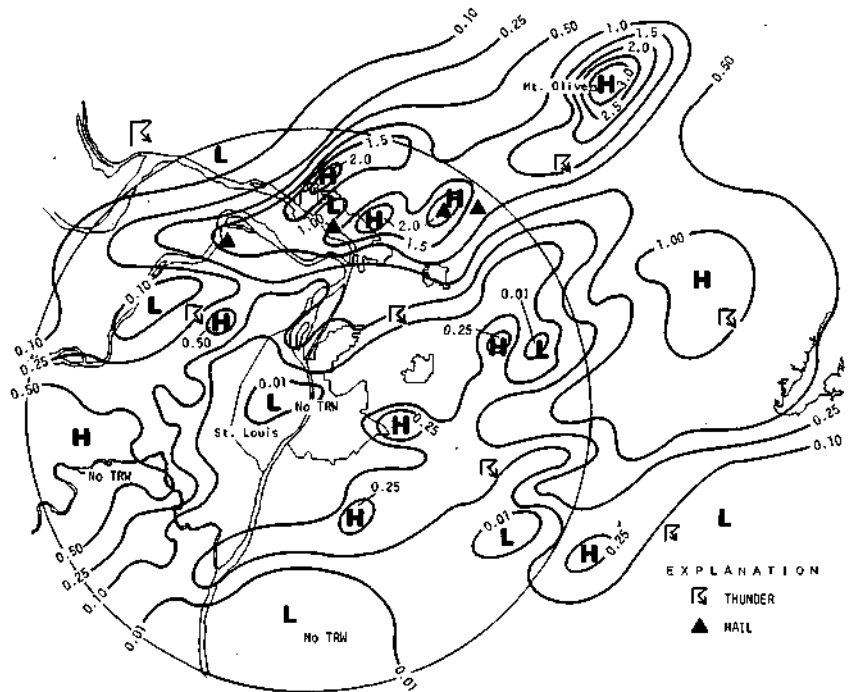 0.10
0.25
0.50
1.0
1.5
2.0
3.0
2.5
0.50
Mt. Olive
H
L
1.5
2.0
H
L
1.00
H
2.0
H
1.5
1.00
H
0.10
L
0.01
0.25
H
L
H
0.50
0.10
0.25
0.50
0.01
L
No TRW
H
0.25
St. Louis
H
No TRW
0.25
0.10
0.25
H
0.01
L
L
H
0.25
0.50
0.25
0.10
0.01
L
No TRW
0.01
EXPLANATION
THUNDER
HAIL